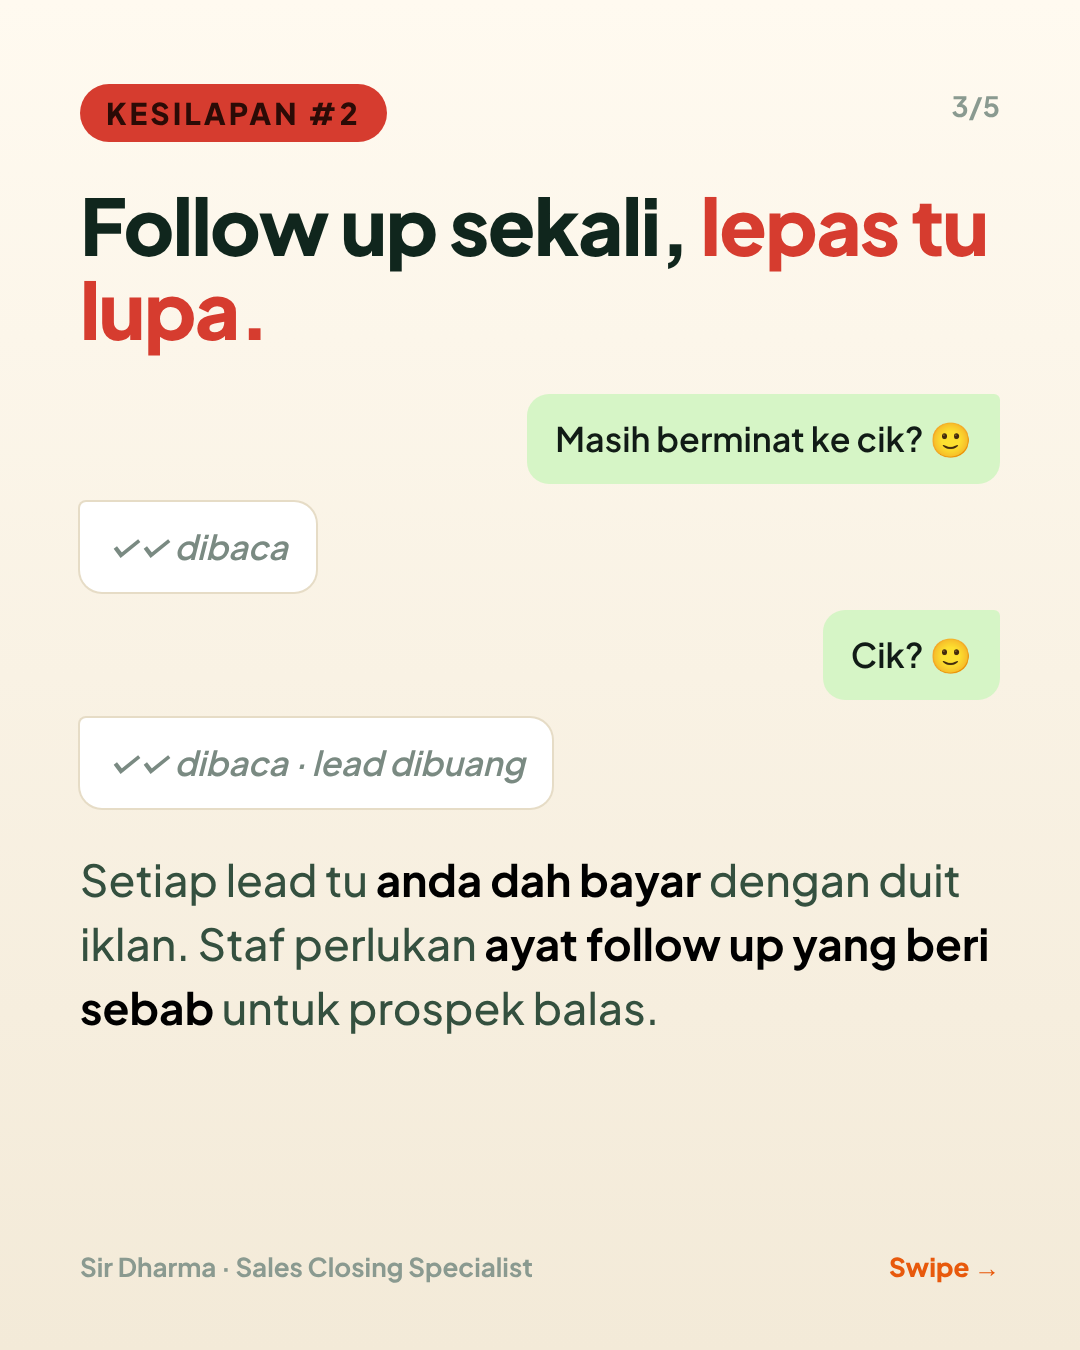 KESILAPAN #2
3/5
Follow up sekali, lepas tu
lupa.
Masih berminat ke cik? 🙂
✓✓ dibaca
Cik? 🙂
✓✓ dibaca · lead dibuang
Setiap lead tu anda dah bayar dengan duit
iklan. Staf perlukan ayat follow up yang beri
sebab untuk prospek balas.
Sir Dharma · Sales Closing Specialist
Swipe →